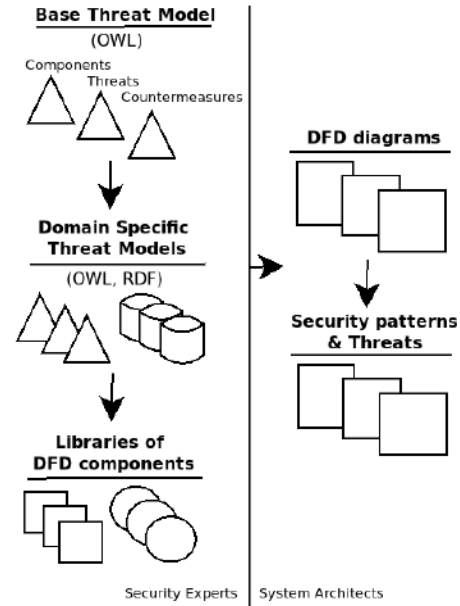 Base Threat Model
(OWL)
Components
Threats
Countermeasures
Domain Specific
Threat Models
(OWL, RDF)
Libraries of
DFD components
Security Experts
DFD diagrams
Security patterns
& Threats
System Architects